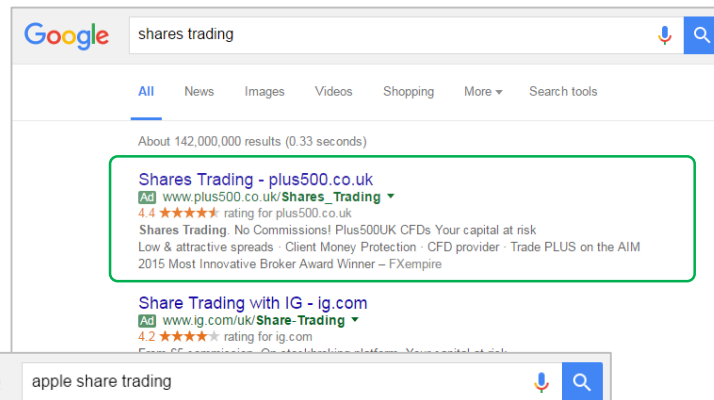 Google
shares trading
All News Images Videos Shopping More Search tools
About 142,000,000 results (0.33 seconds)
Shares Trading - plus500.co.uk
Ad www.plus500.co.uk/Shares_Trading
4.4 rating for plus500.co.uk
Shares Trading. No Commissions! Plus500UK CFDs Your capital at risk
Low & attractive spreads · Client Money Protection · CFD provider · Trade PLUS on the AIM
2015 Most Innovative Broker Award Winner – FXempire
Share Trading with IG - ig.com
Ad www.ig.com/uk/Share-Trading
4.2 rating for ig.com
apple share trading